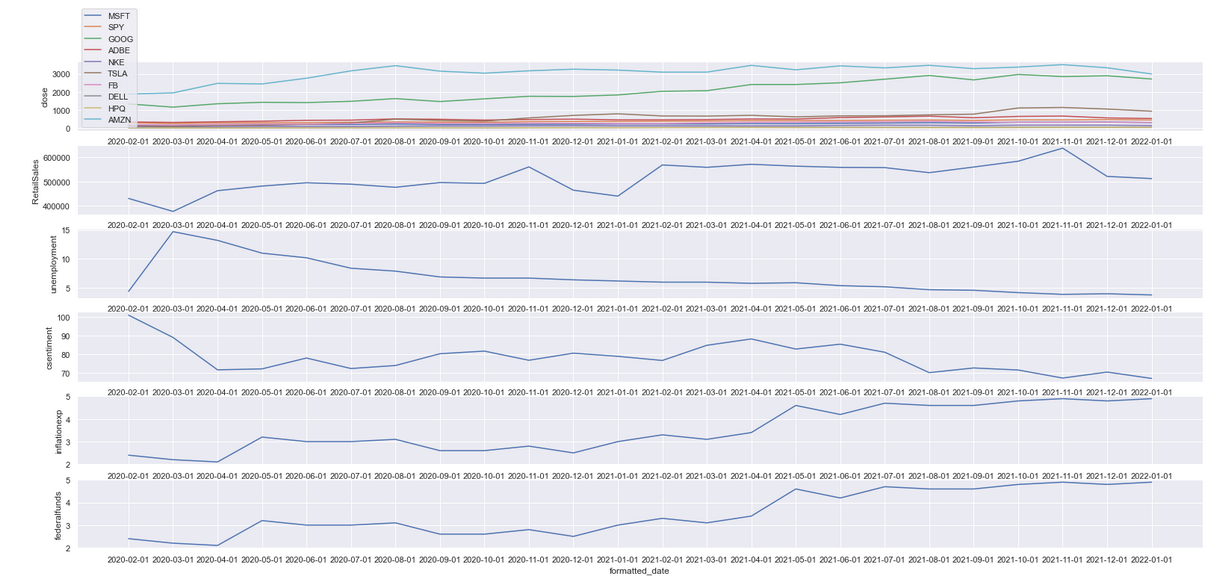 MSFT
SPY
GOOG
ADBE
NKE
TSLA
FB
DELL
HPQ
AMZN
3000
2000
1000
0
close
2020-02-01 2020-03-01 2020-04-01 2020-05-01 2020-06-01 2020-07-01 2020-08-01 2020-09-01 2020-10-01 2020-11-01 2020-12-01 2021-01-01 2021-02-01 2021-03-01 2021-04-01 2021-05-01 2021-06-01 2021-07-01 2021-08-01 2021-09-01 2021-10-01 2021-11-01 2021-12-01 2022-01-01
600000
500000
400000
RetailSales
2020-02-01 2020-03-01 2020-04-01 2020-05-01 2020-06-01 2020-07-01 2020-08-01 2020-09-01 2020-10-01 2020-11-01 2020-12-01 2021-01-01 2021-02-01 2021-03-01 2021-04-01 2021-05-01 2021-06-01 2021-07-01 2021-08-01 2021-09-01 2021-10-01 2021-11-01 2021-12-01 2022-01-01
15
10
5
unemployment
2020-02-01 2020-03-01 2020-04-01 2020-05-01 2020-06-01 2020-07-01 2020-08-01 2020-09-01 2020-10-01 2020-11-01 2020-12-01 2021-01-01 2021-02-01 2021-03-01 2021-04-01 2021-05-01 2021-06-01 2021-07-01 2021-08-01 2021-09-01 2021-10-01 2021-11-01 2021-12-01 2022-01-01
100
90
80
70
csentiment
2020-02-01 2020-03-01 2020-04-01 2020-05-01 2020-06-01 2020-07-01 2020-08-01 2020-09-01 2020-10-01 2020-11-01 2020-12-01 2021-01-01 2021-02-01 2021-03-01 2021-04-01 2021-05-01 2021-06-01 2021-07-01 2021-08-01 2021-09-01 2021-10-01 2021-11-01 2021-12-01 2022-01-01
5
4
3
2
inflationexp
2020-02-01 2020-03-01 2020-04-01 2020-05-01 2020-06-01 2020-07-01 2020-08-01 2020-09-01 2020-10-01 2020-11-01 2020-12-01 2021-01-01 2021-02-01 2021-03-01 2021-04-01 2021-05-01 2021-06-01 2021-07-01 2021-08-01 2021-09-01 2021-10-01 2021-11-01 2021-12-01 2022-01-01
5
4
3
2
federalfunds
2020-02-01 2020-03-01 2020-04-01 2020-05-01 2020-06-01 2020-07-01 2020-08-01 2020-09-01 2020-10-01 2020-11-01 2020-12-01 2021-01-01 2021-02-01 2021-03-01 2021-04-01 2021-05-01 2021-06-01 2021-07-01 2021-08-01 2021-09-01 2021-10-01 2021-11-01 2021-12-01 2022-01-01
formatted_date